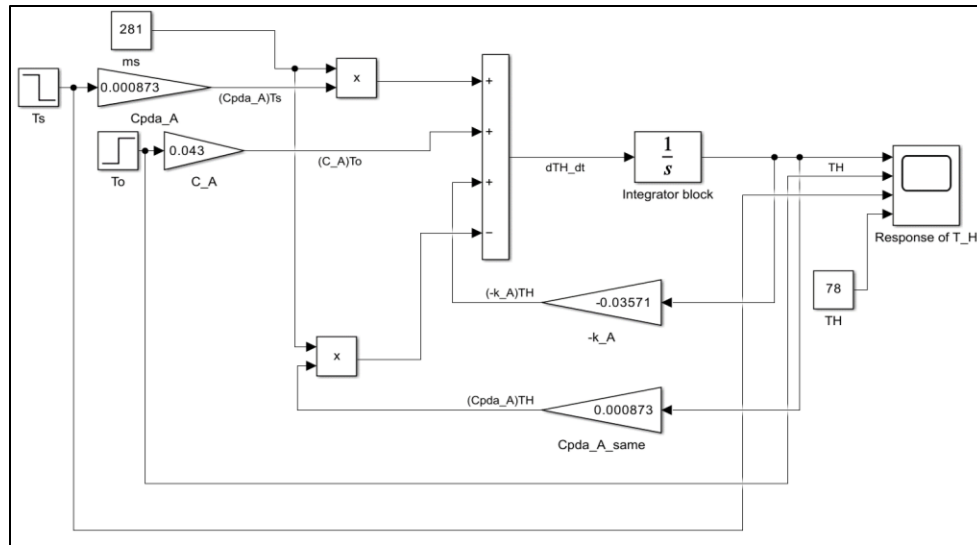 281
ms
x
+
Ts
0.000873
(Cpda_A)Ts
Cpda_A
+
To
0.043
(C_A)To
C_A
dTH_dt
1
s
Integrator block
TH
Response of T_H
+
−
(-k_A)TH
-0.03571
-k_A
78
TH
x
(Cpda_A)TH
0.000873
Cpda_A_same